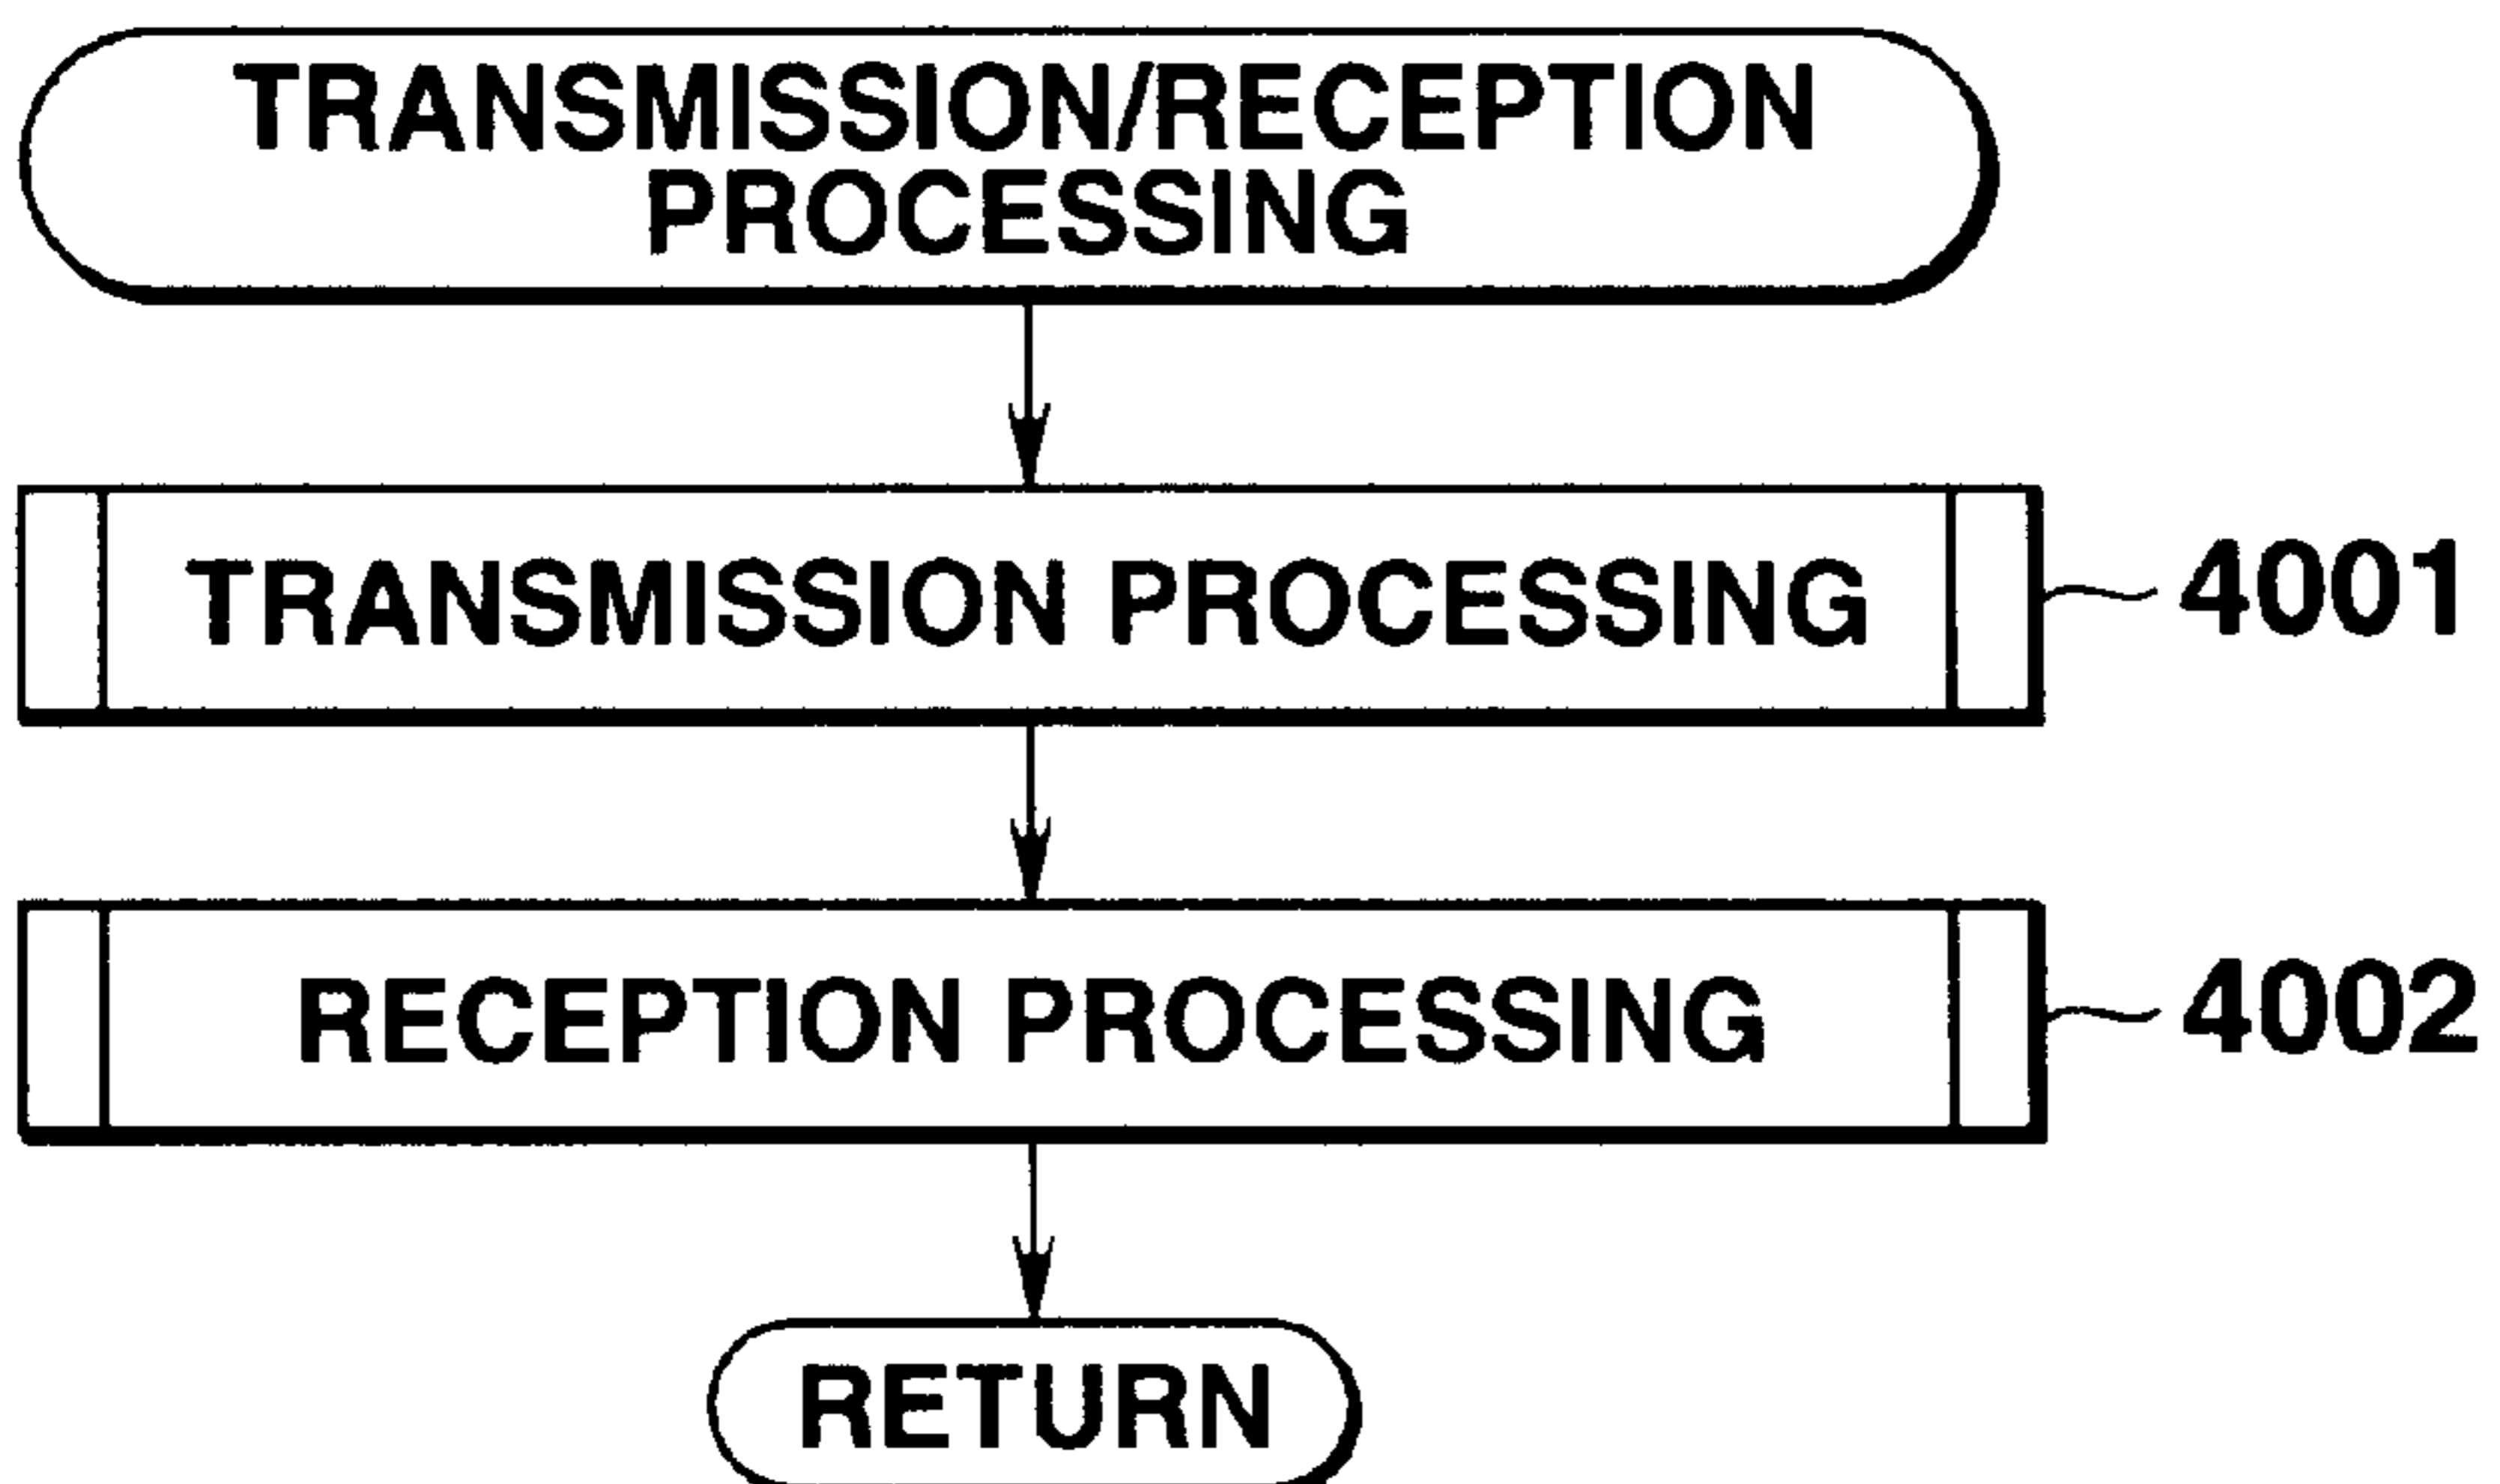 TRANSMISSION/RECEPTION
PROCESSING
TRANSMISSION PROCESSING
4001
RECEPTION PROCESSING
4002
RETURN